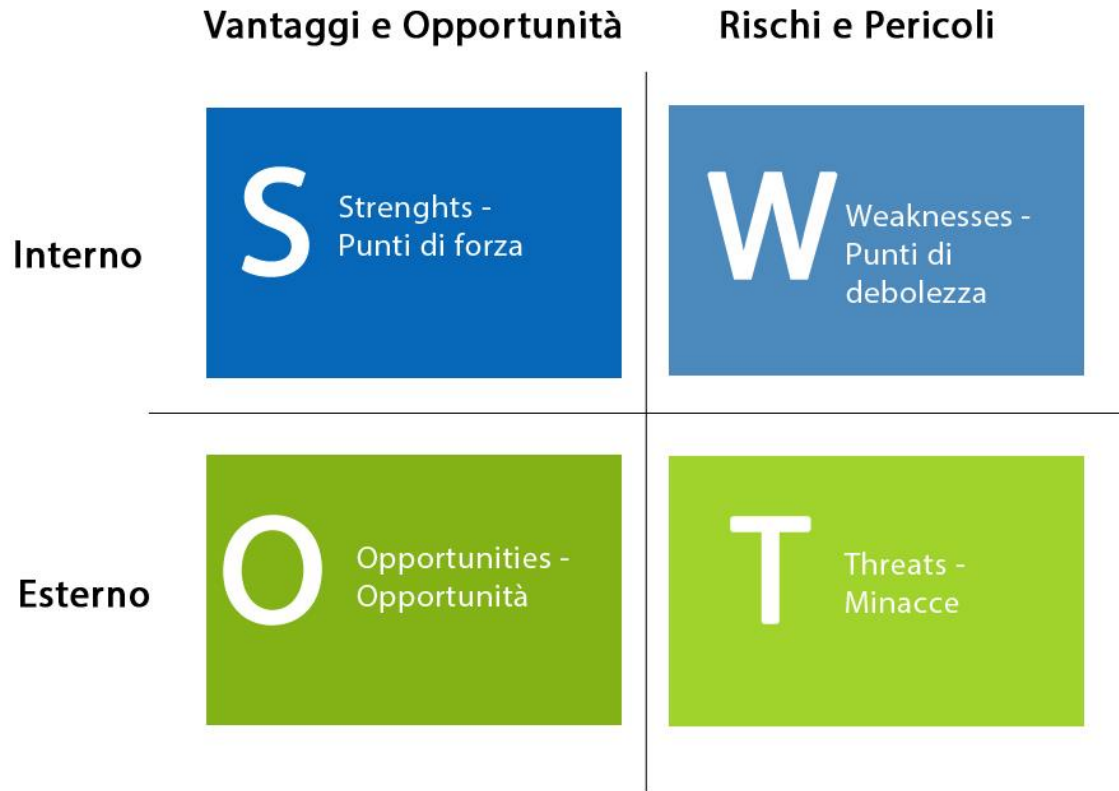 Vantaggi e Opportunità
Rischi e Pericoli
Interno
S
Strenghts -
Punti di forza
W
Weaknesses -
Punti di
debolezza
Esterno
O
Opportunities -
Opportunità
T
Threats -
Minacce